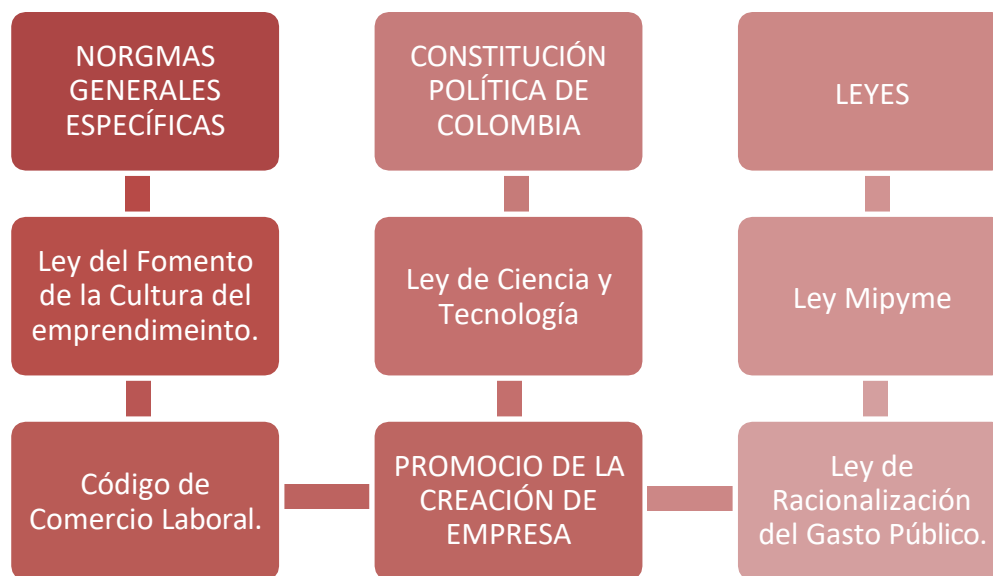 NORGMAS
GENERALES
ESPECÍFICAS
CONSTITUCIÓN
POLÍTICA DE
COLOMBIA
LEYES
Ley del Fomento
de la Cultura del
emprendimeinto.
Ley de Ciencia y
Tecnología
Ley Mipyme
Código de
Comercio Laboral.
PROMOCIO DE LA
CREACIÓN DE
EMPRESA
Ley de
Racionalización
del Gasto Público.